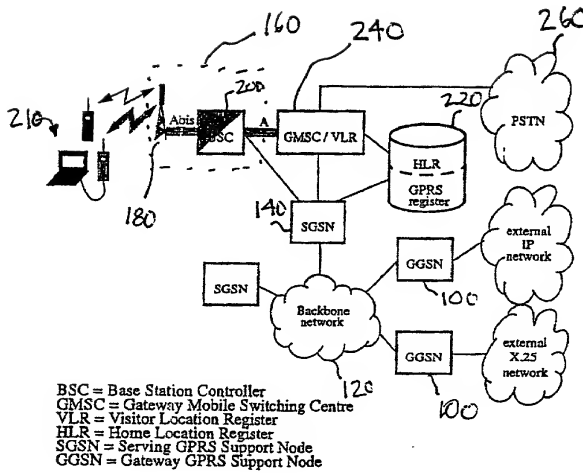 160
240
260
200
220
210
Abis
BSC
A
GMSC / VLR
PSTN
HLR
GPRS
register
180
140
SGSN
external
IP
network
GGSN
SGSN
Backbone
network
100
external
X.25
network
GGSN
120
100
BSC = Base Station Controller
GMSC = Gateway Mobile Switching Centre
VLR = Visitor Location Register
HLR = Home Location Register
SGSN = Serving GPRS Support Node
GGSN = Gateway GPRS Support Node